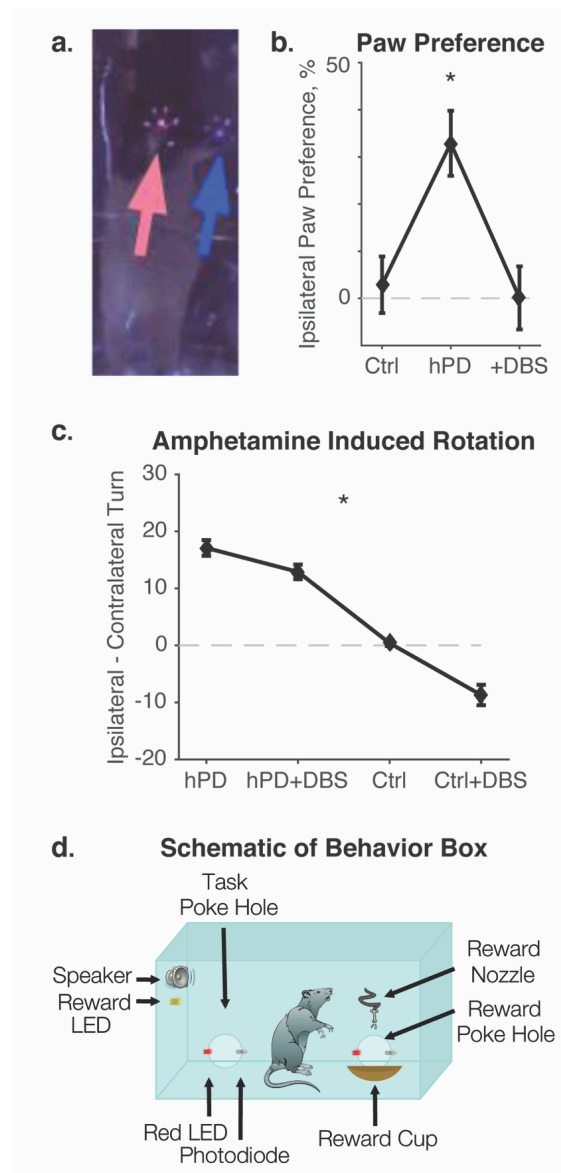 a.
b.
Paw Preference
Ipsilateral Paw Preference, %
50
0
*
Ctrl hPD +DBS
c.
Amphetamine Induced Rotation
Ipsilateral - Contralateral Turn
30
20
10
0
-10
-20
*
hPD hPD+DBS Ctrl Ctrl+DBS
d.
Schematic of Behavior Box
Task
Poke Hole
Speaker
Reward
LED
Reward
Nozzle
Reward
Poke Hole
Red LED
Photodiode
Reward Cup